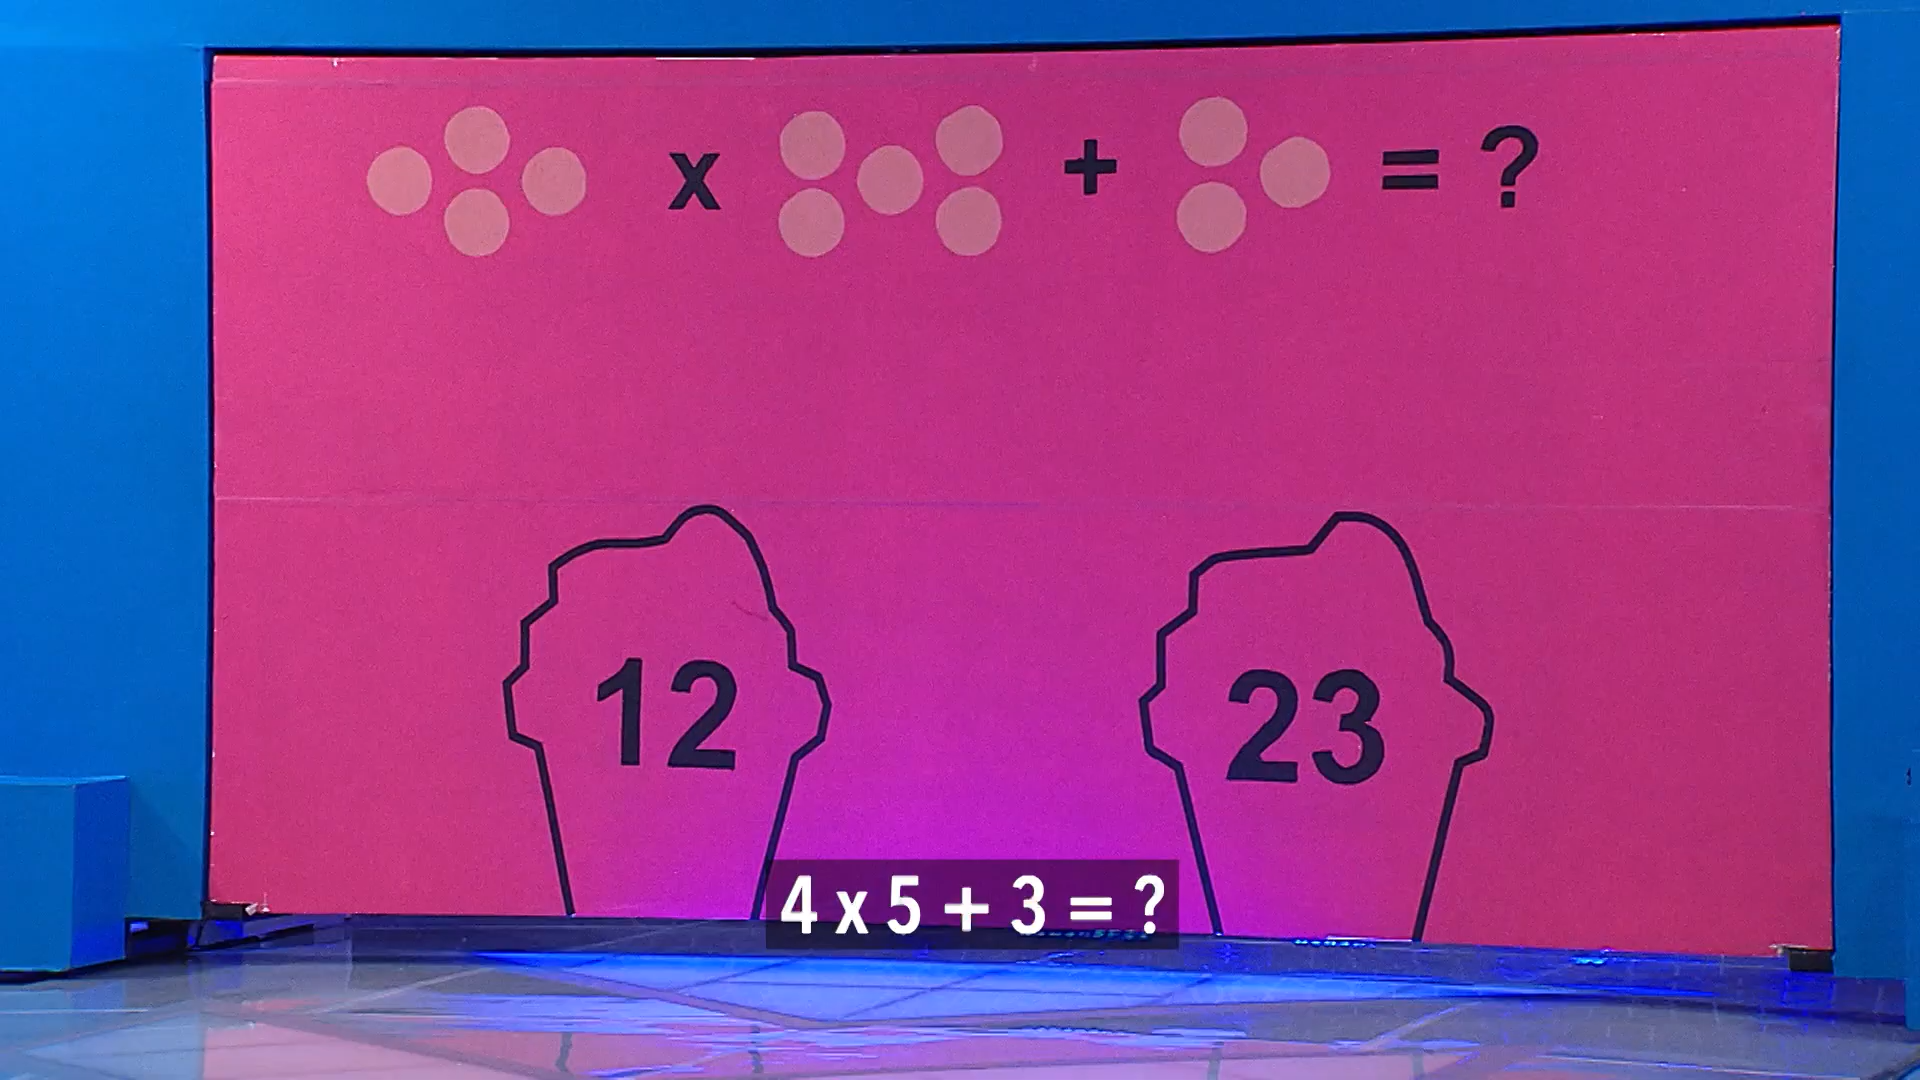 x + = ?
12 23
4 x 5 + 3 = ?